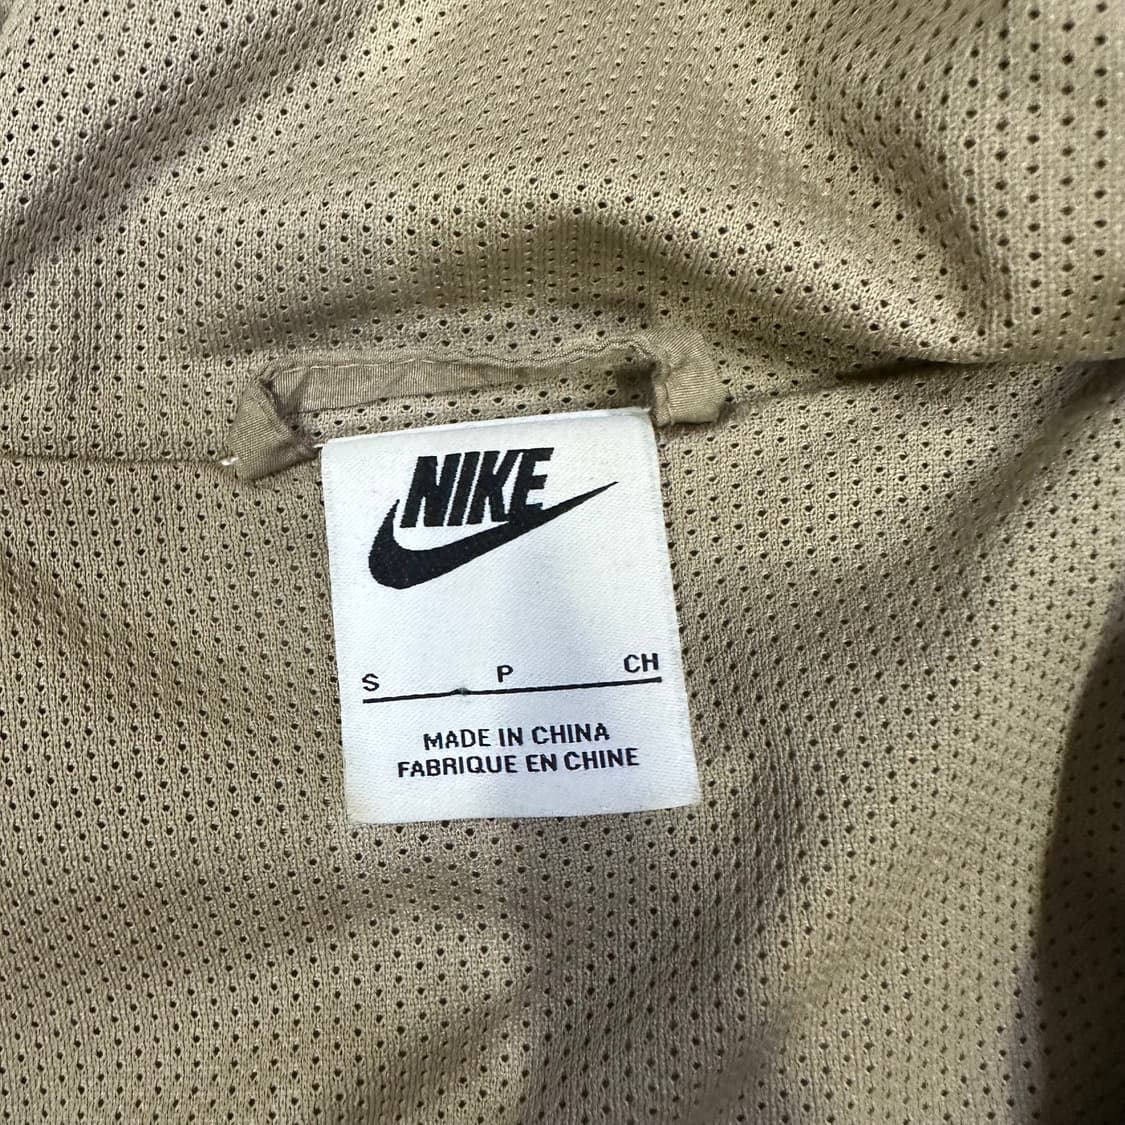 NIKE
S P CH
MADE IN CHINA
FABRIQUE EN CHINE